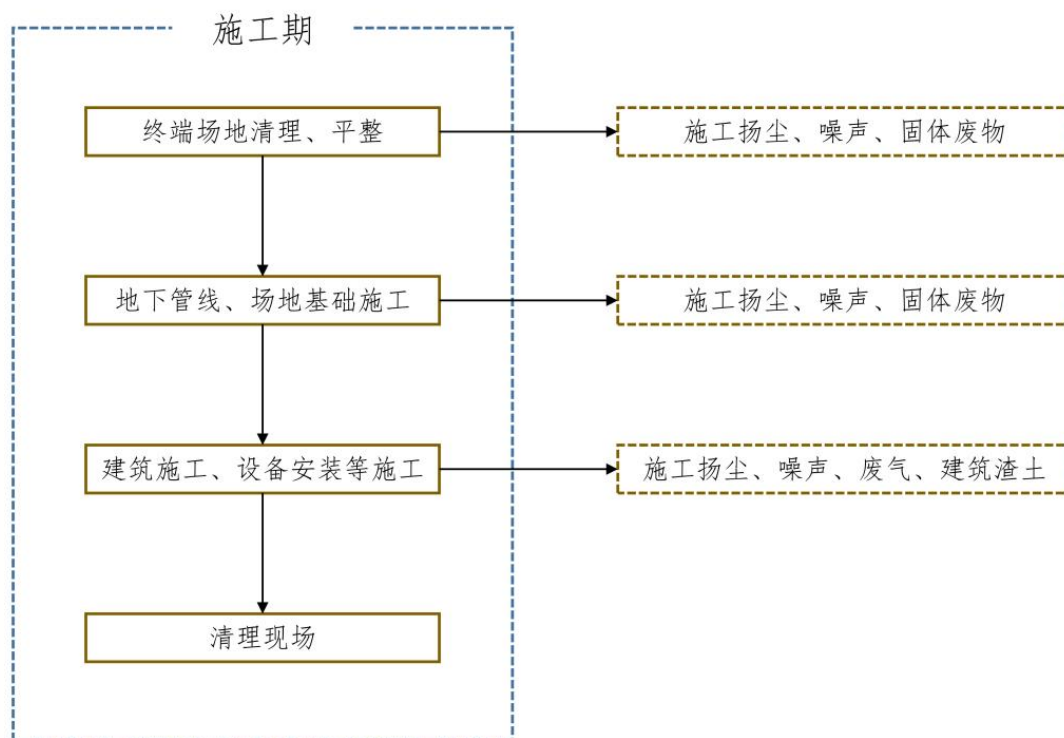 施工期
终端场地清理、平整
施工扬尘、噪声、固体废物
地下管线、场地基础施工
施工扬尘、噪声、固体废物
建筑施工、设备安装等施工
施工扬尘、噪声、废气、建筑渣土
清理现场